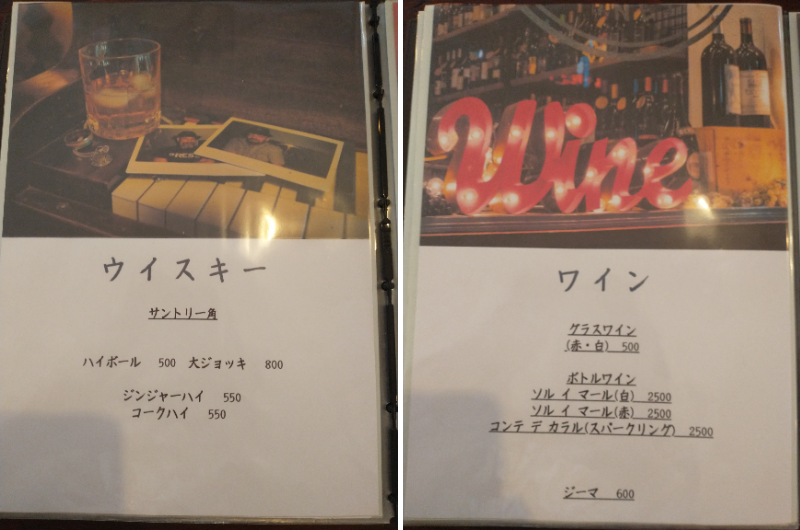 ウイスキー
サントリー角
ハイボール 500 大ジョッキ 800
ジンジャーハイ 550
コークハイ 550
Wine
ワイン
グラスワイン
(赤・白) 500
ボトルワイン
ソル イ マール(白) 2500
ソル イ マール(赤) 2500
コンテ デ カラル(スパークリング) 2500
ジーマ 600